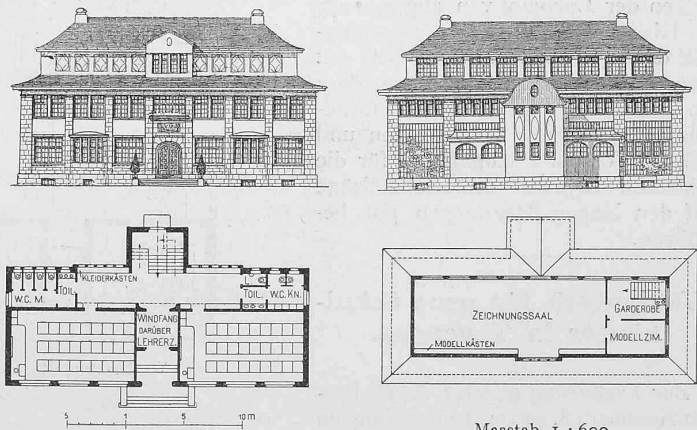 KLEIDERKÄSTEN
W.C. M.
TOIL.
TOIL.
W.C. KN.
WINDFANG
DARÜBER
LEHRERZ.
5 1 5 10 m
ZEICHNUNGSSAAL
GARDEROBE
MODELLZIM.
MODELLKÄSTEN
Masstab 1 : 600